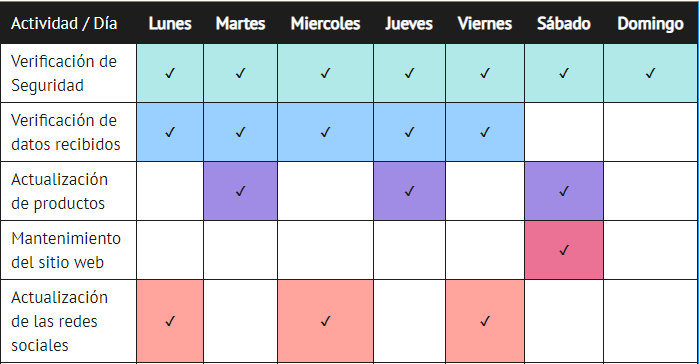 Actividad / Día Lunes Martes Miercoles Jueves Viernes Sábado Domingo
Verificación de
Seguridad ✓ ✓ ✓ ✓ ✓ ✓ ✓
Verificación de
datos recibidos ✓ ✓ ✓ ✓ ✓
Actualización
de productos ✓ ✓ ✓
Mantenimiento
del sitio web ✓
Actualización
de las redes
sociales ✓ ✓ ✓